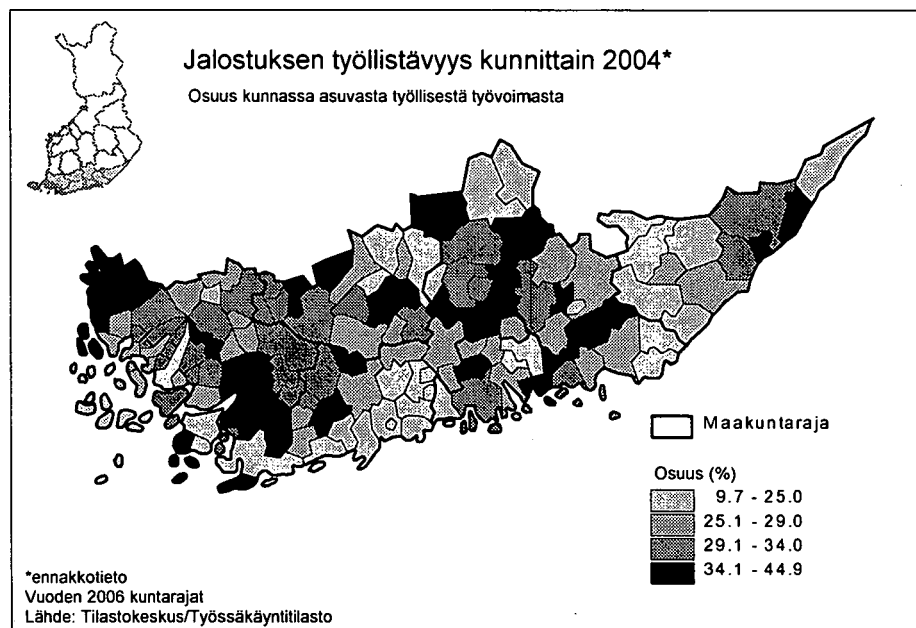 Jalostuksen työllistävyys kunnittain 2004*
Osuus kunnassa asuvasta työllisestä työvoimasta
Maakuntaraja
Osuus (%)
9.7 - 25.0
25.1 - 29.0
29.1 - 34.0
34.1 - 44.9
*ennakkotieto
Vuoden 2006 kuntarajat
Lähde: Tilastokeskus/Työssäkäyntitilasto